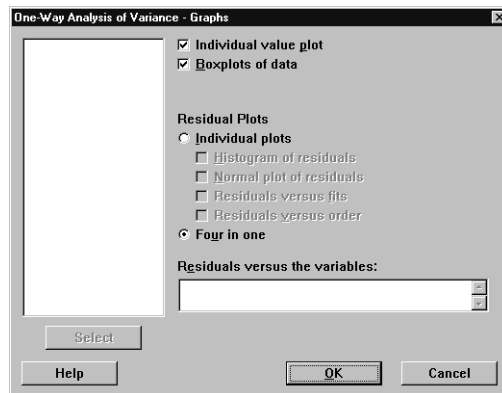 One-Way Analysis of Variance - Graphs
Individual value plot
Boxplots of data
Residual Plots
Individual plots
Histogram of residuals
Normal plot of residuals
Residuals versus fits
Residuals versus order
Four in one
Residuals versus the variables:
Select
Help
OK
Cancel